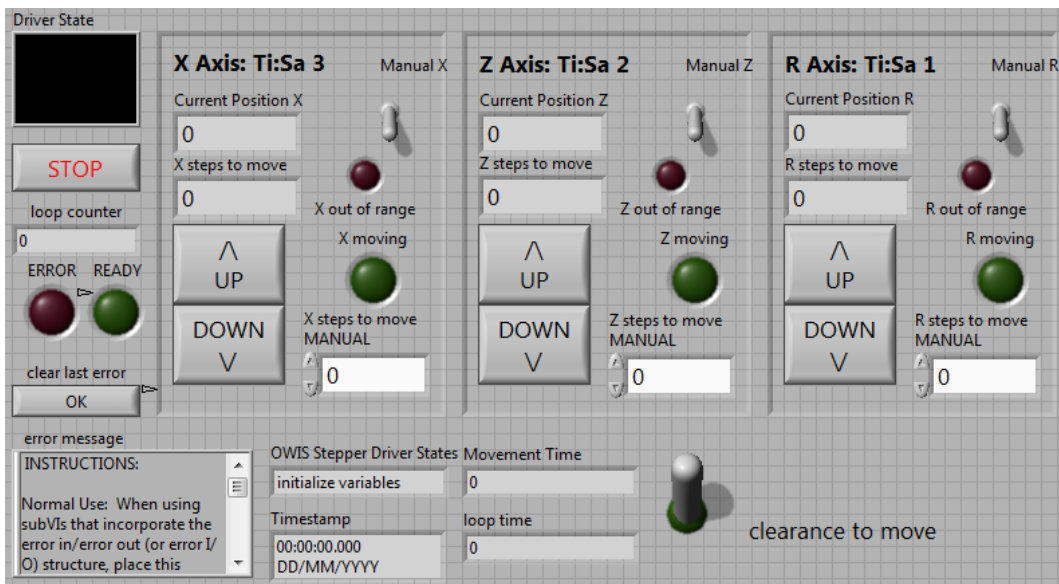 Driver State
STOP
loop counter
0
ERROR READY
clear last error
OK
X Axis: Ti:Sa 3
Manual X
Current Position X
0
X steps to move
0
X out of range
X moving
/\
UP
DOWN
\/
X steps to move
MANUAL
0
Z Axis: Ti:Sa 2
Manual Z
Current Position Z
0
Z steps to move
0
Z out of range
Z moving
/\
UP
DOWN
\/
Z steps to move
MANUAL
0
R Axis: Ti:Sa 1
Manual R
Current Position R
0
R steps to move
0
R out of range
R moving
/\
UP
DOWN
\/
R steps to move
MANUAL
0
error message
INSTRUCTIONS:
Normal Use: When using
subVIs that incorporate the
error in/error out (or error I/
O) structure, place this
OWIS Stepper Driver States
initialize variables
Timestamp
00:00:00.000
DD/MM/YYYY
Movement Time
0
loop time
0
clearance to move